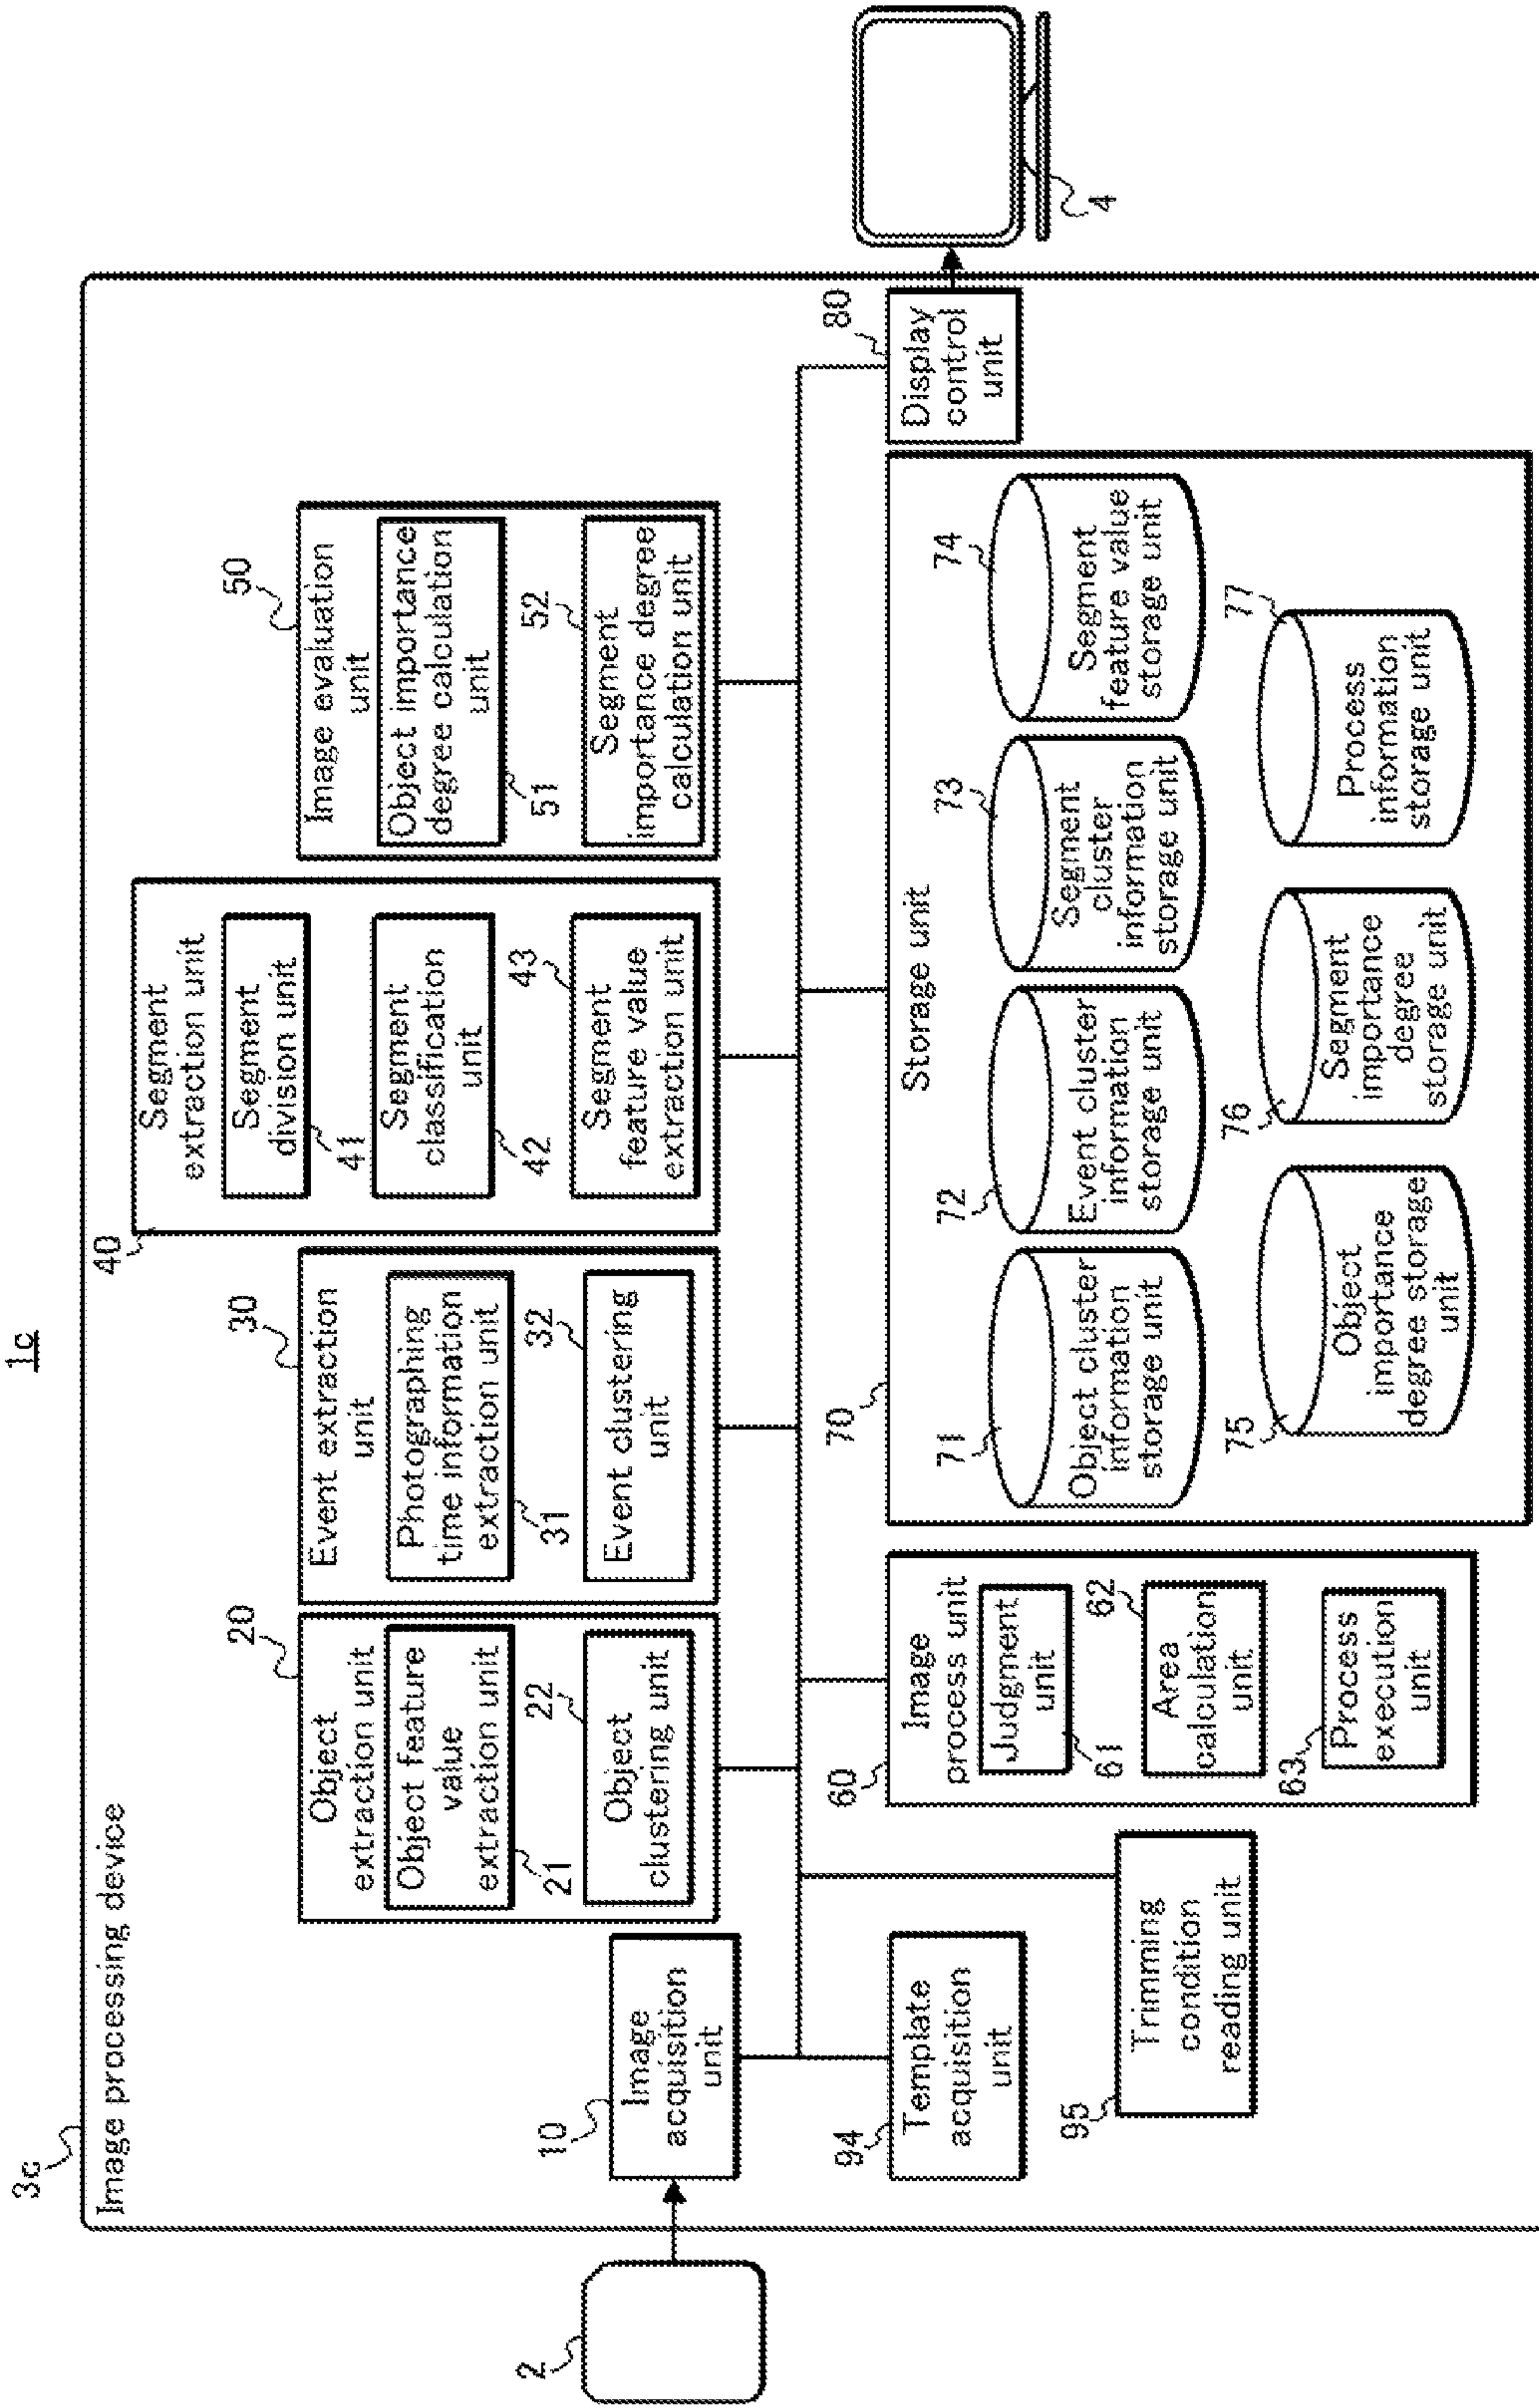 1c
3c
Image processing device
2
10
Image
acquisition
unit
20
Object
extraction unit
Object feature
value
extraction unit
21
22
Object
clustering unit
30
Event extraction
unit
Photographing
time information
extraction unit
31
32
Event clustering
unit
40
Segment
extraction unit
Segment
division unit
41
Segment
classification
unit
42
43
Segment
feature value
extraction unit
50
Image evaluation
unit
Object importance
degree calculation
unit
51
52
Segment
importance degree
calculation unit
94
Template
acquisition
unit
95
Trimming
condition
reading unit
60
Image
process unit
Judgment
unit
61
62
Area
calculation
unit
63
Process
execution
unit
70
Storage unit
71
Object cluster
information
storage unit
72
Event cluster
information
storage unit
73
Segment
cluster
information
storage unit
74
Segment
feature value
storage unit
75
Object
importance
degree storage
unit
76
Segment
importance
degree
storage unit
77
Process
information
storage unit
80
Display
control
unit
4